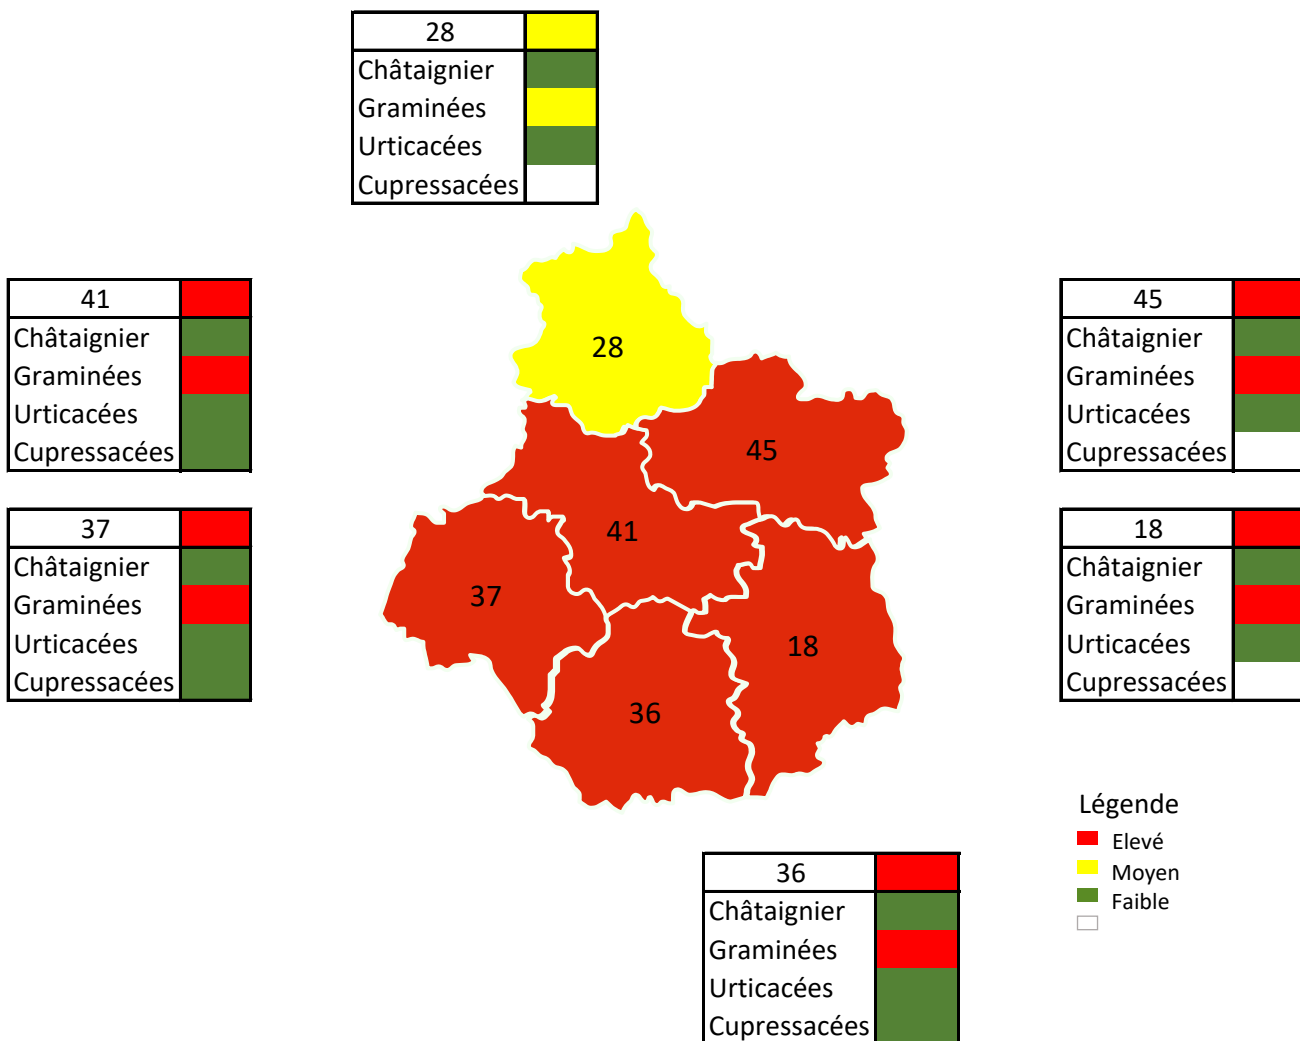 28
Châtaignier
Graminées
Urticacées
Cupressacées
41
Châtaignier
Graminées
Urticacées
Cupressacées
37
Châtaignier
Graminées
Urticacées
Cupressacées
28
45
41
37
18
36
45
Châtaignier
Graminées
Urticacées
Cupressacées
18
Châtaignier
Graminées
Urticacées
Cupressacées
Légende
Elevé
Moyen
Faible
36
Châtaignier
Graminées
Urticacées
Cupressacées